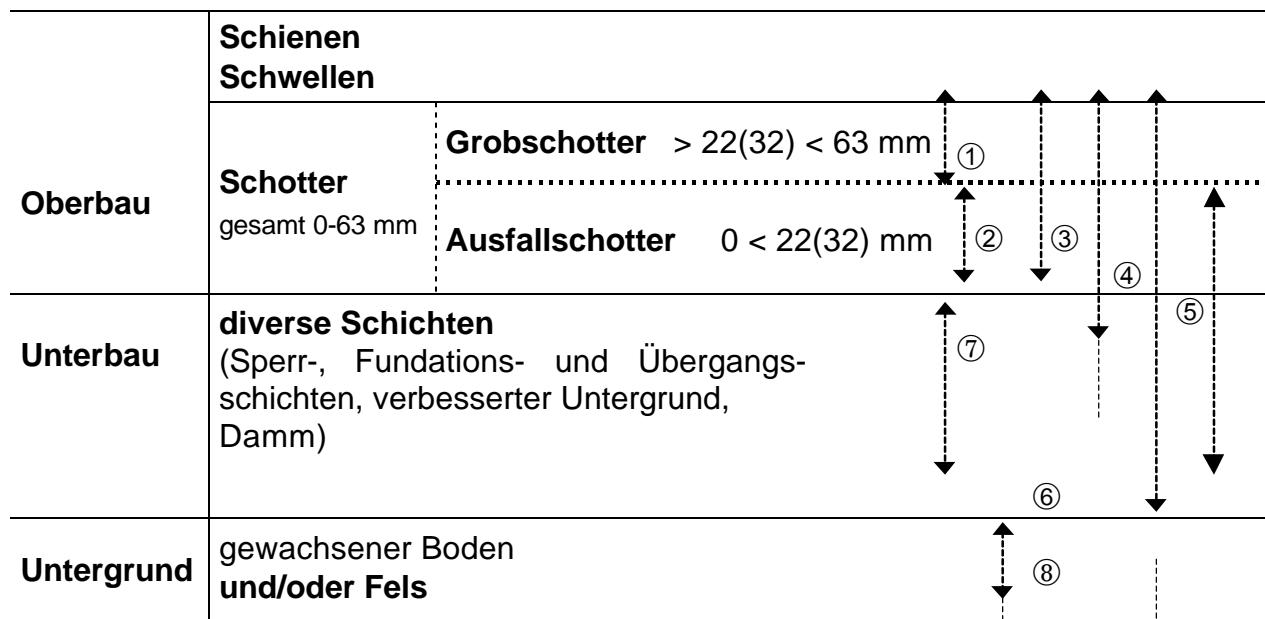 Schienen
Schwellen
Oberbau
Schotter
gesamt 0-63 mm
Grobschotter > 22(32) < 63 mm
①
Ausfallschotter 0 < 22(32) mm
②
③
④
⑤
Unterbau
diverse Schichten
(Sperr-, Fundations- und Übergangs-
schichten, verbesserter Untergrund,
Damm)
⑦
⑥
Untergrund
gewachsener Boden
und/oder Fels
⑧